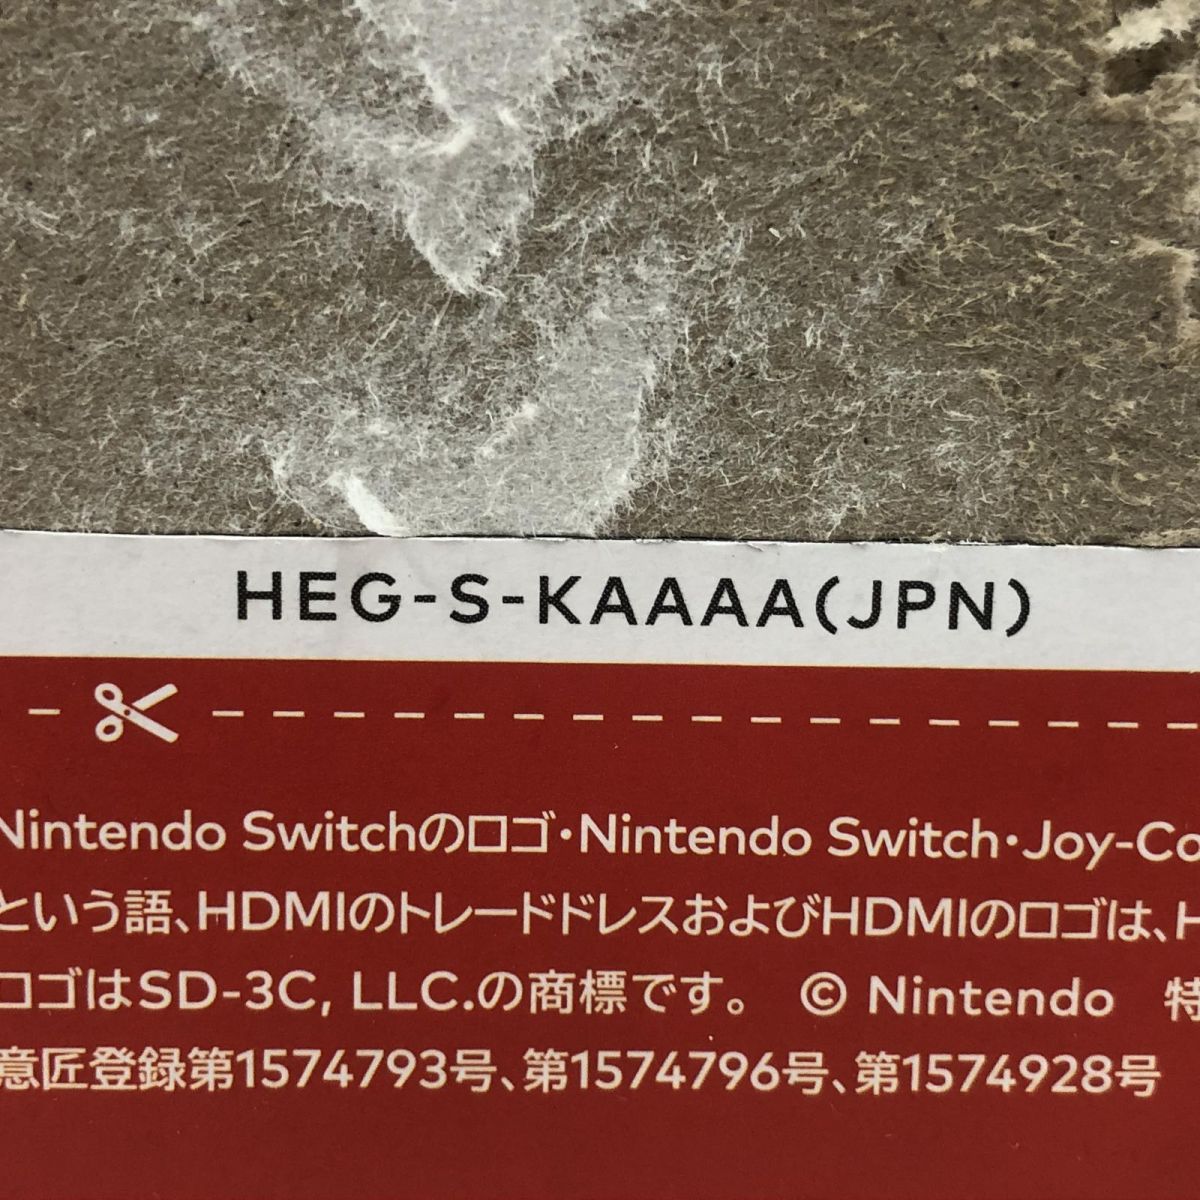 HEG-S-KAAAA(JPN)
Nintendo Switchのロゴ・Nintendo Switch・Joy-Co
という語、HDMIのトレードドレスおよびHDMIのロゴは、H
ロゴはSD-3C, LLC.の商標です。 © Nintendo 特
意匠登録第1574793号、第1574796号、第1574928号